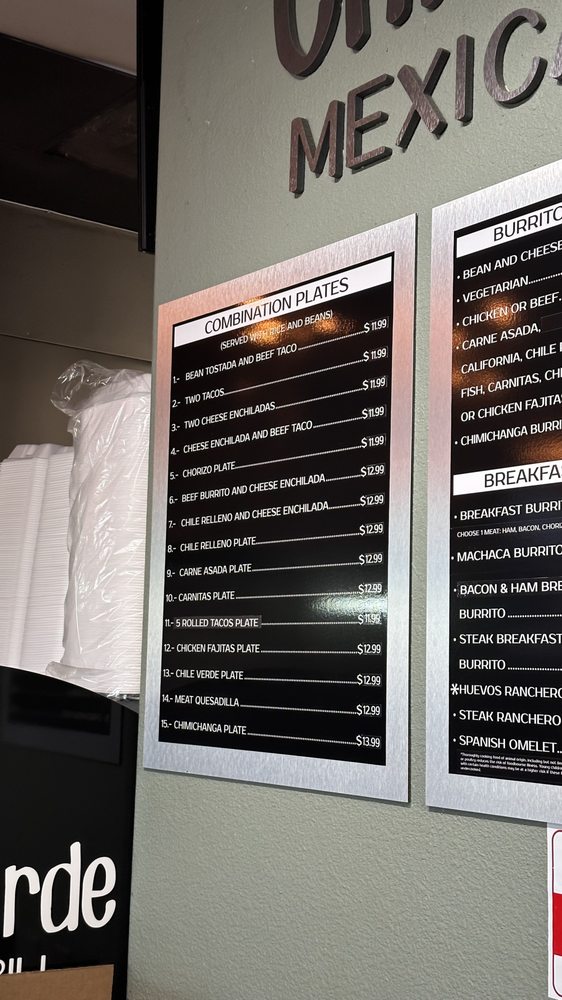 MEXIC
COMBINATION PLATES
(SERVED WITH RICE AND BEANS)
1.- BEAN TOSTADA AND BEEF TACO $11.99
2.- TWO TACOS $11.99
3.- TWO CHEESE ENCHILADAS $11.99
4.- CHEESE ENCHILADA AND BEEF TACO $11.99
5.- CHORIZO PLATE $11.99
6.- BEEF BURRITO AND CHEESE ENCHILADA $12.99
7.- CHILE RELLENO AND CHEESE ENCHILADA $12.99
8.- CHILE RELLENO PLATE $12.99
9.- CARNE ASADA PLATE $12.99
10.- CARNITAS PLATE $12.99
11.- 5 ROLLED TACOS PLATE $11.99
12.- CHICKEN FAJITAS PLATE $12.99
13.- CHILE VERDE PLATE $12.99
14.- MEAT QUESADILLA $12.99
15.- CHIMICHANGA PLATE $13.99
BURRITO
• BEAN AND CHEESE
• VEGETARIAN
• CHICKEN OR BEEF
• CARNE ASADA,
CALIFORNIA, CHILE
FISH, CARNITAS, CHI
OR CHICKEN FAJITA
• CHIMICHANGA BURRI
BREAKFA
• BREAKFAST BURRI
CHOOSE 1 MEAT: HAM, BACON, CHORI
• MACHACA BURRITO
• BACON & HAM BRE
BURRITO
• STEAK BREAKFAST
BURRITO
*HUEVOS RANCHERO
• STEAK RANCHERO
• SPANISH OMELET
rde